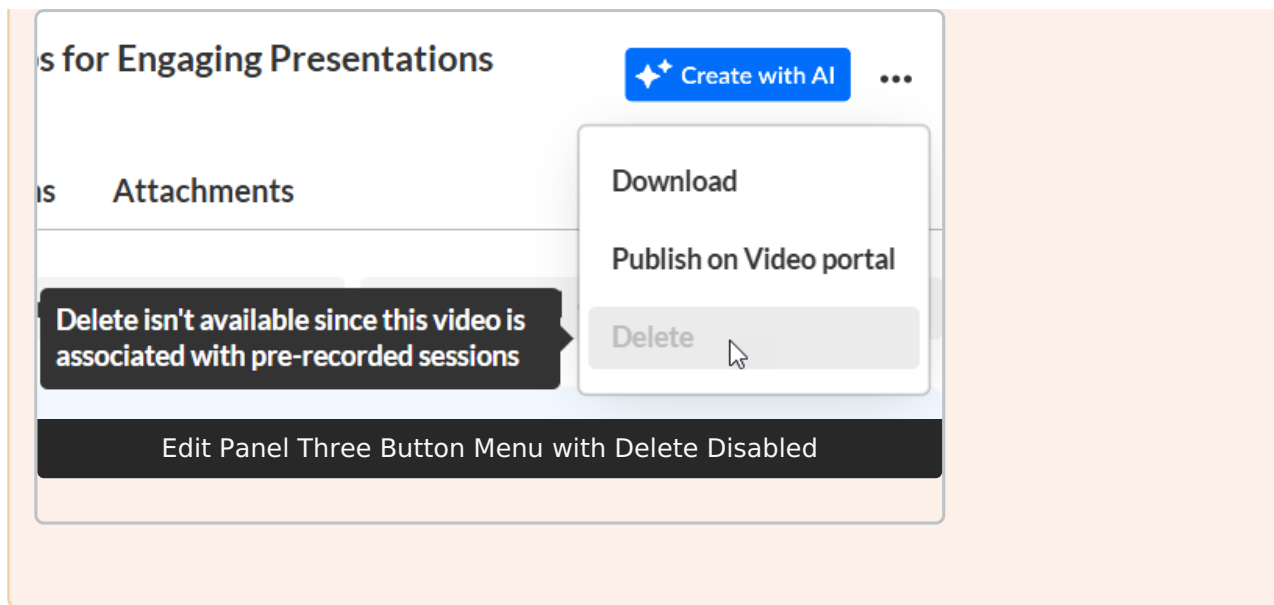 s for Engaging Presentations
Create with AI
Attachments
Download
Publish on Video portal
Delete isn't available since this video is
associated with pre-recorded sessions
Delete
Edit Panel Three Button Menu with Delete Disabled